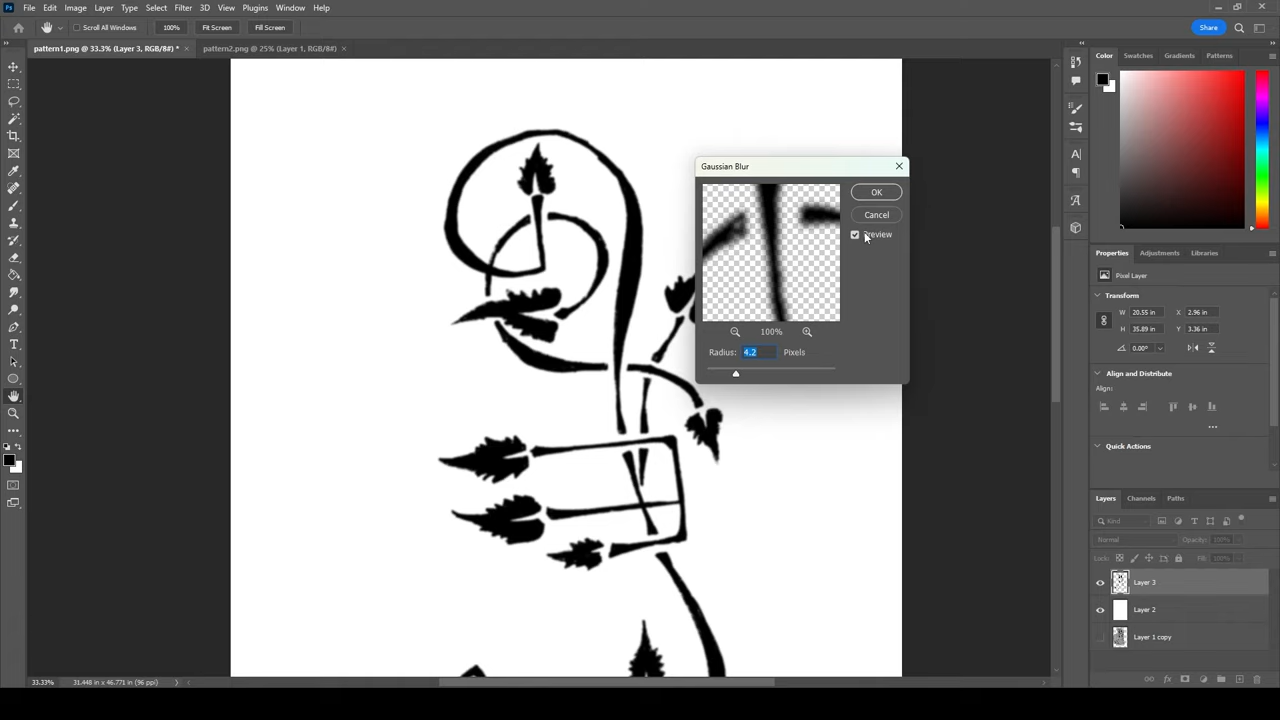 File Edit Image Layer Type Select Filter 3D View Plugins Window Help
Scroll All Windows 100% Fit Screen Fill Screen Share
pattern1.png @ 33.3% (Layer 3, RGB/8#) * × pattern2.png @ 25% (Layer 1, RGB/8#) ×
Color Swatches Gradients Patterns
Gaussian Blur
OK
Cancel
Preview
100%
Radius: 4.2 Pixels
Properties Adjustments Libraries
Pixel Layer
Transform
W 20.55 in X 2.96 in
H 35.89 in Y 3.36 in
0.00°
Align and Distribute
Align:
Quick Actions
Layers Channels Paths
Kind
Normal Opacity: 100%
Lock: Fill: 100%
Layer 3
Layer 2
Layer 1 copy
33.33% 31.448 in x 46.771 in (96 ppi)